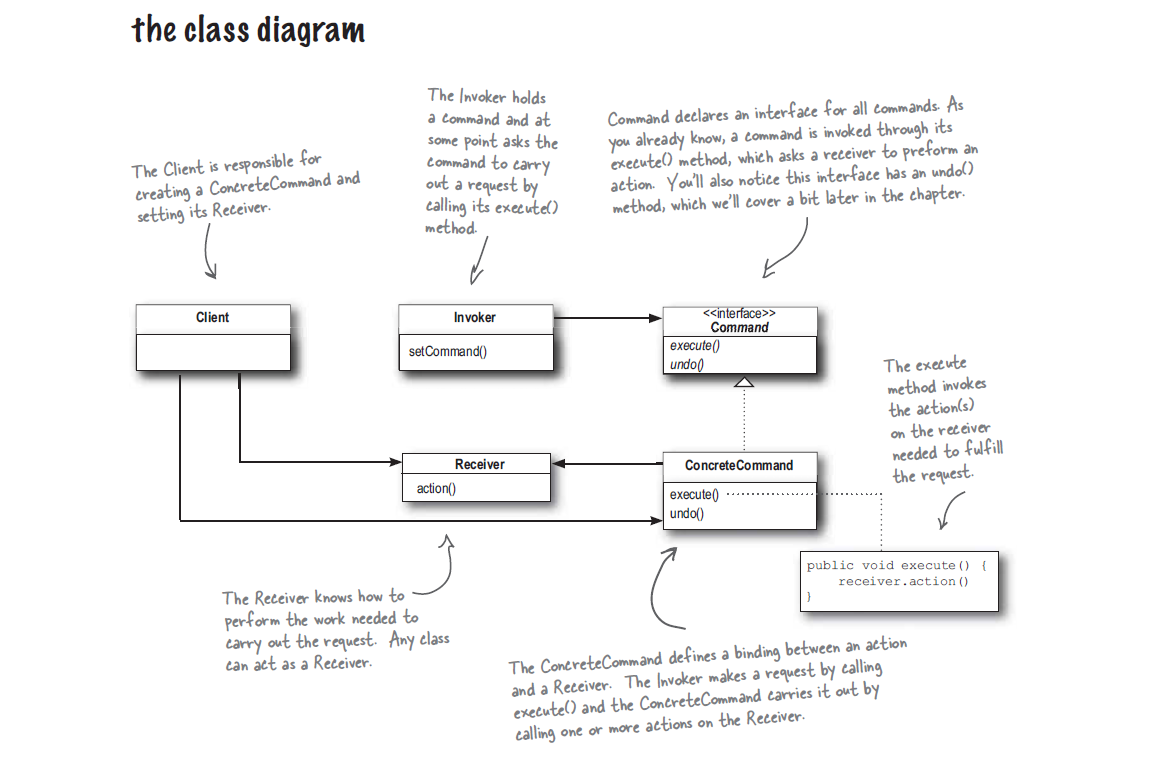 the class diagram
The Client is responsible for
creating a ConcreteCommand and
setting its Receiver.
The Invoker holds
a command and at
some point asks the
command to carry
out a request by
calling its execute()
method.
Command declares an interface for all commands. As
you already know, a command is invoked through its
execute() method, which asks a receiver to preform an
action. You'll also notice this interface has an undo()
method, which we'll cover a bit later in the chapter.
Client
Invoker
setCommand()
<<interface>>
Command
execute()
undo()
The execute
method invokes
the action(s)
on the receiver
needed to fulfill
the request.
Receiver
action()
ConcreteCommand
execute()
undo()
public void execute() {
receiver.action()
}
The Receiver knows how to
perform the work needed to
carry out the request. Any class
can act as a Receiver.
The ConcreteCommand defines a binding between an action
and a Receiver. The Invoker makes a request by calling
execute() and the ConcreteCommand carries it out by
calling one or more actions on the Receiver.